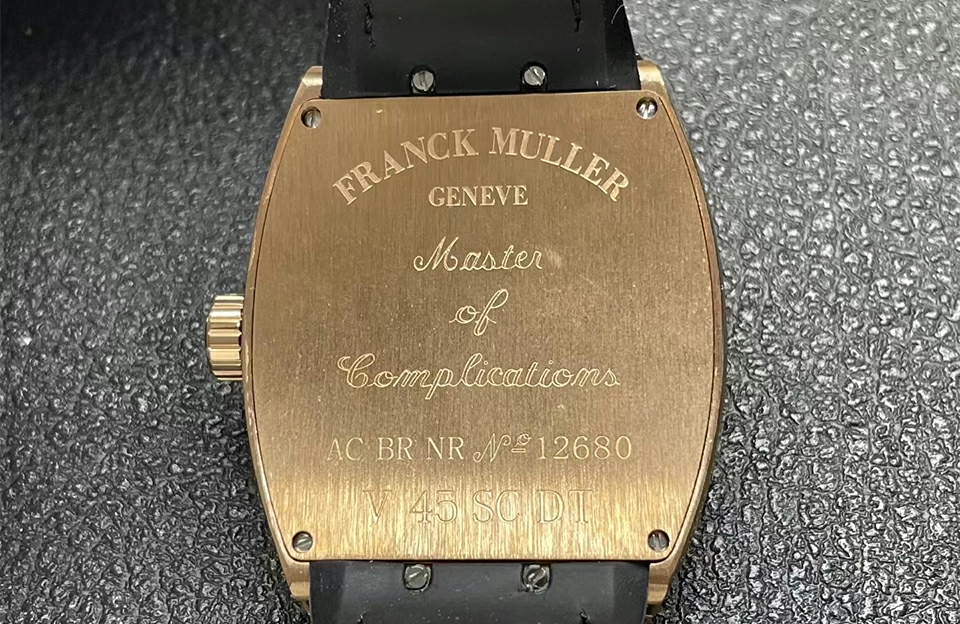 FRANCK MULLER
GENEVE
Master
of
Complications
AC BR NR Nº 12680
V 45 SC DT